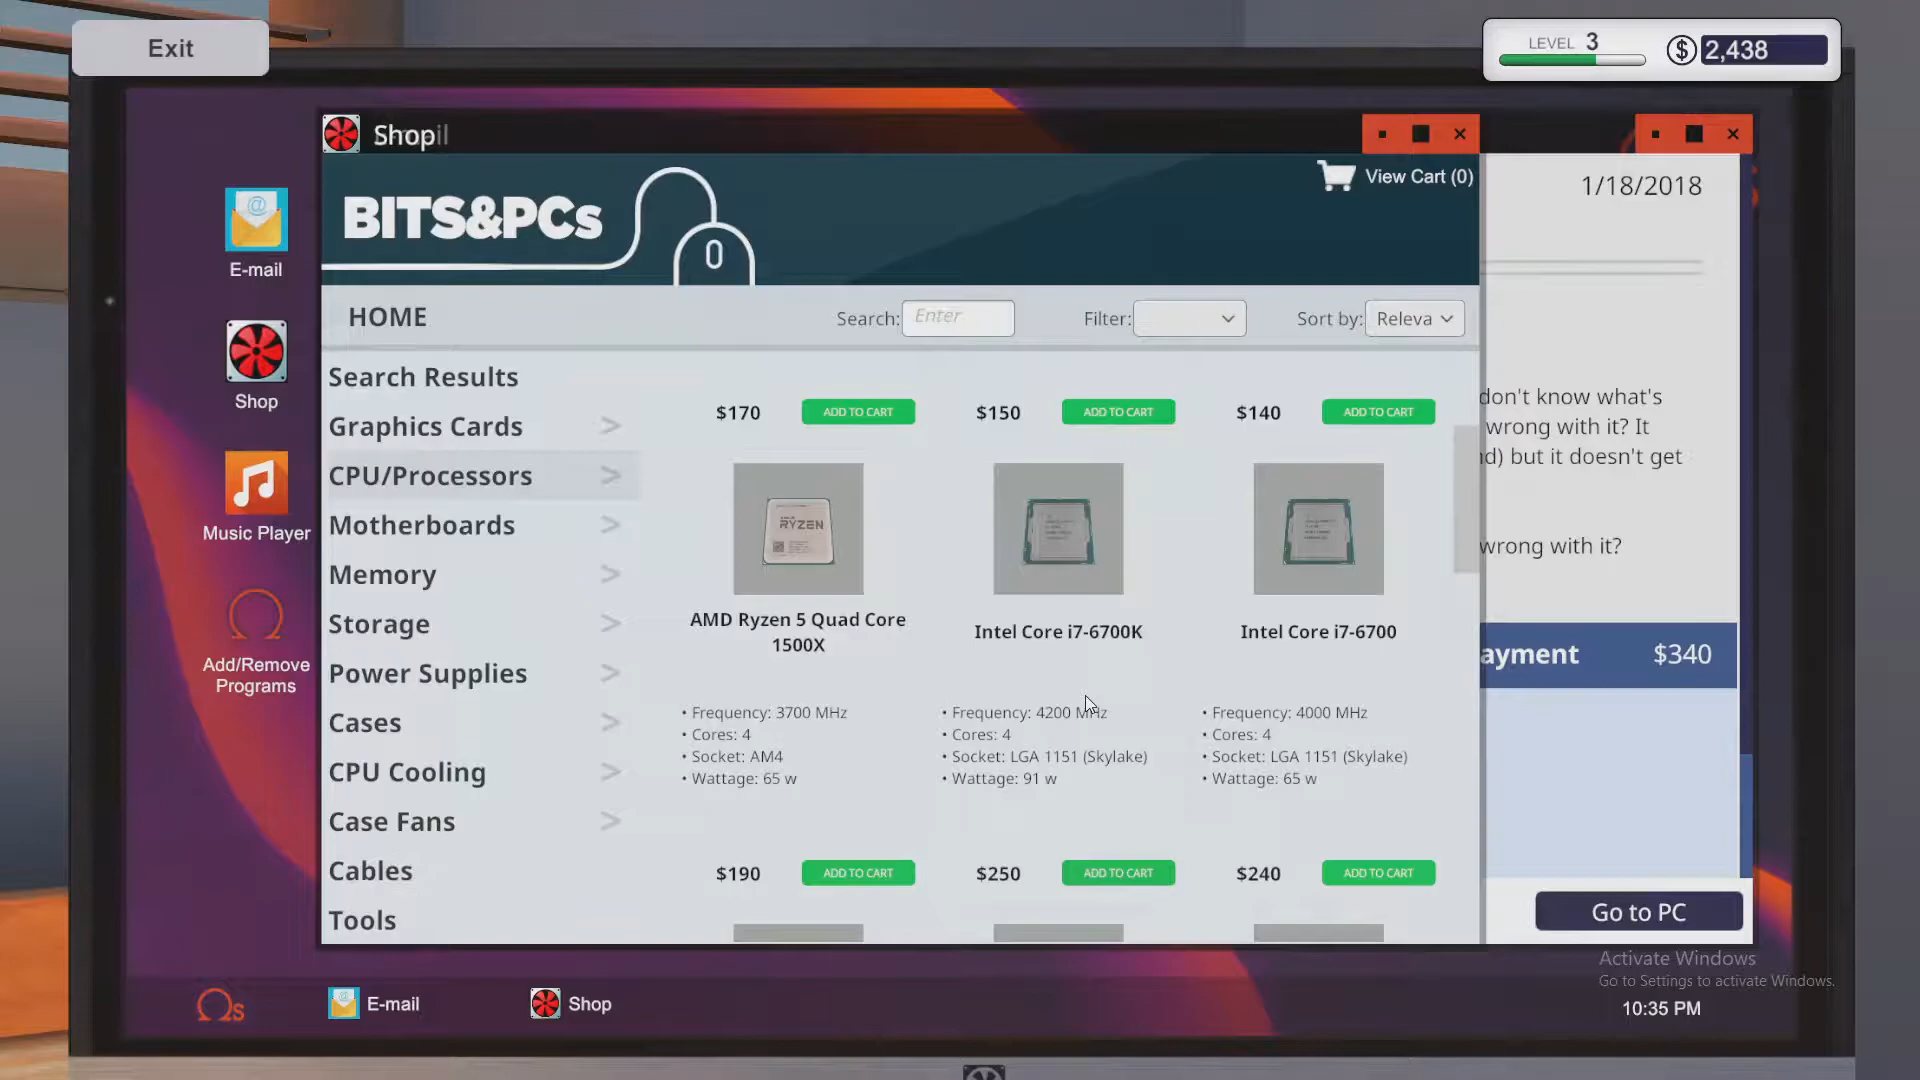 Exit
LEVEL 3
$ 2,438
Shop
View Cart (0)
1/18/2018
BITS&PCs
HOME
Search: Enter
Filter:
Sort by: Releva
E-mail
Shop
Music Player
Add/Remove
Programs
Search Results
Graphics Cards >
CPU/Processors >
Motherboards >
Memory >
Storage >
Power Supplies >
Cases >
CPU Cooling >
Case Fans >
Cables
Tools
$170 ADD TO CART
$150 ADD TO CART
$140 ADD TO CART
RYZEN
AMD Ryzen 5 Quad Core
1500X
• Frequency: 3700 MHz
• Cores: 4
• Socket: AM4
• Wattage: 65 w
$190 ADD TO CART
Intel Core i7-6700K
• Frequency: 4200 MHz
• Cores: 4
• Socket: LGA 1151 (Skylake)
• Wattage: 91 w
$250 ADD TO CART
Intel Core i7-6700
• Frequency: 4000 MHz
• Cores: 4
• Socket: LGA 1151 (Skylake)
• Wattage: 65 w
$240 ADD TO CART
don't know what's
wrong with it? It
d) but it doesn't get
wrong with it?
ayment $340
Go to PC
Activate Windows
Go to Settings to activate Windows.
Ωs
E-mail
Shop
10:35 PM